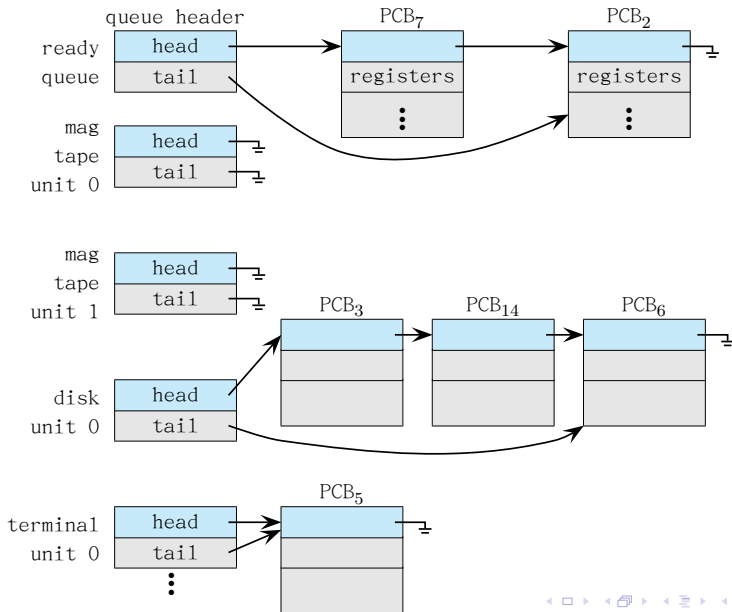 queue header
PCB7
PCB2
ready
queue
head
tail
registers
registers
mag
tape
unit 0
head
tail
mag
tape
unit 1
head
tail
PCB3
PCB14
PCB6
disk
unit 0
head
tail
PCB5
terminal
unit 0
head
tail